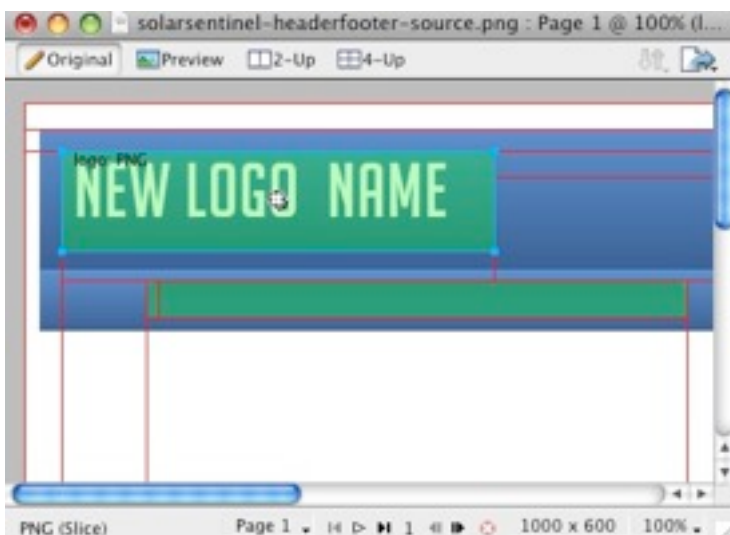 solarsentinel-headerfooter-source.png : Page 1 @ 100% (l...
Original Preview 2-Up 4-Up
logo: PNG
NEW LOGO NAME
PNG (Slice) Page 1 1 1000 x 600 100%